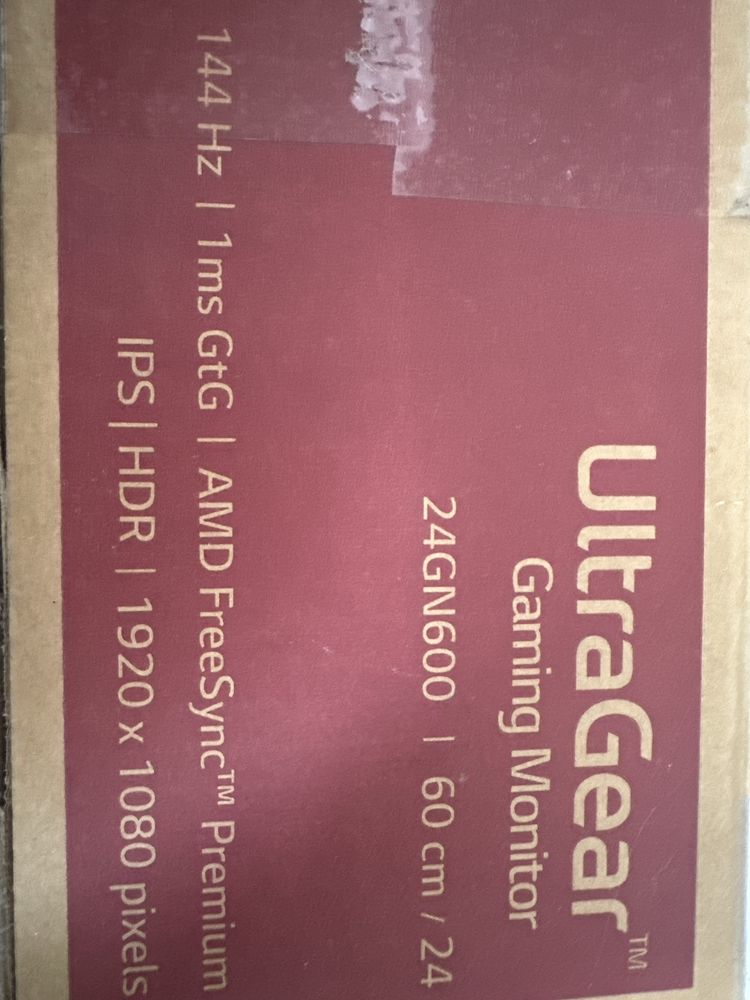 UltraGear™
Gaming Monitor
24GN600 | 60 cm / 24
144 Hz | 1ms GtG | AMD FreeSync™ Premium
IPS | HDR | 1920 x 1080 pixels